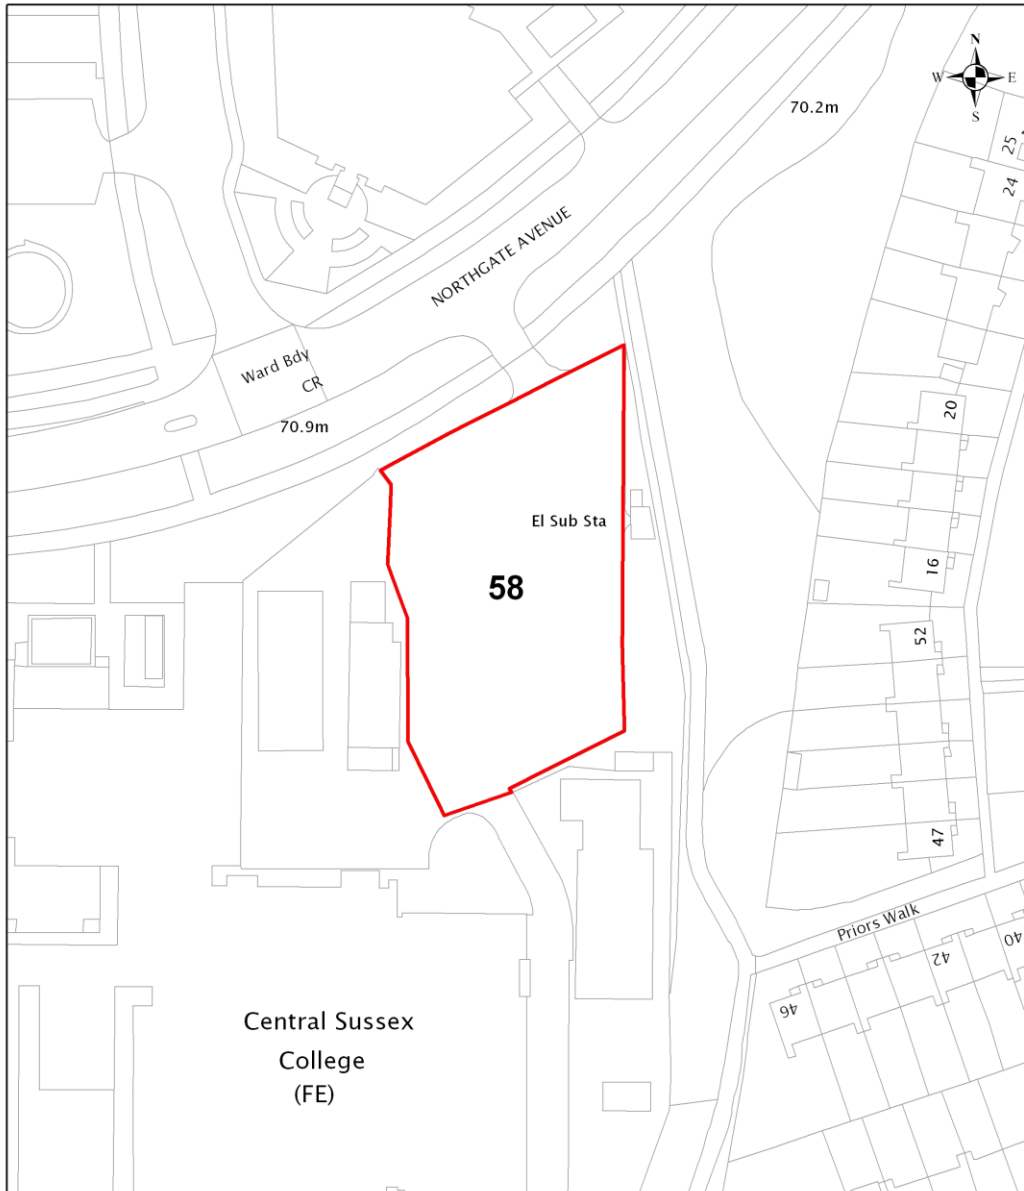 N
W E
S
70.2m
25
24
NORTHGATE AVENUE
Ward Bdy
CR
70.9m
20
El Sub Sta
16
58
52
47
Priors Walk
40
42
46
Central Sussex
College
(FE)